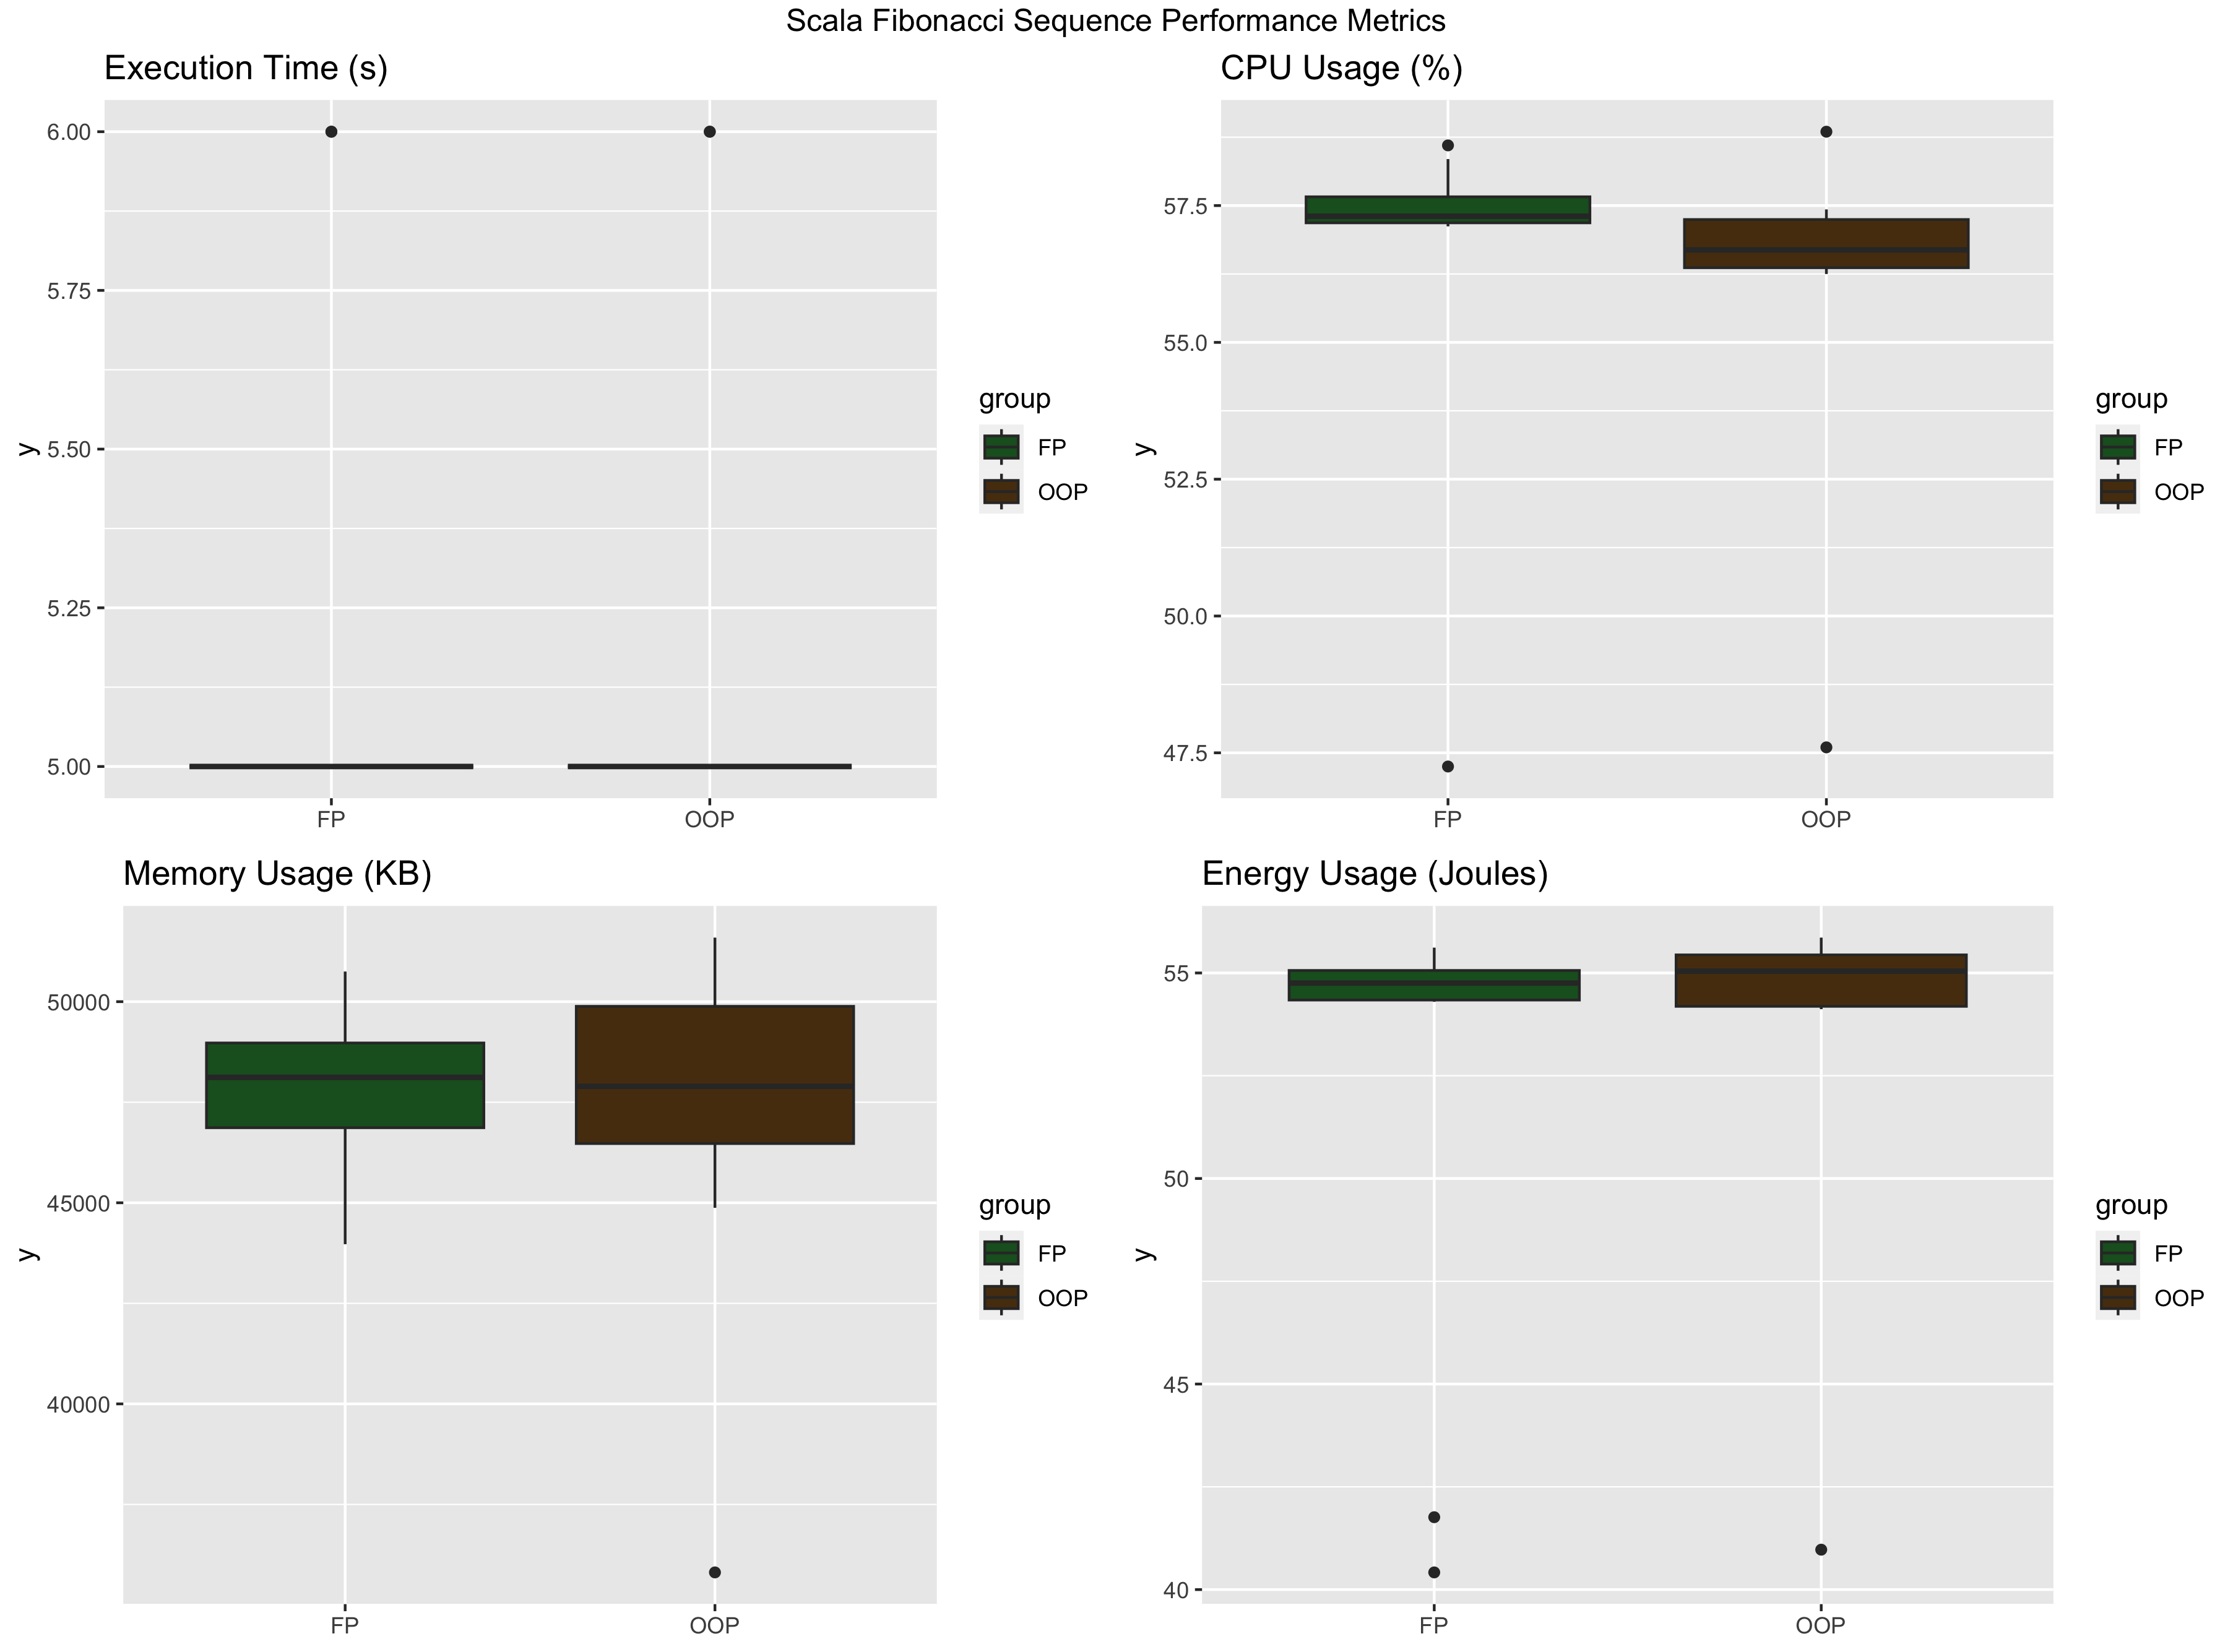 Scala Fibonacci Sequence Performance Metrics
Execution Time (s)
6.00
5.75
5.50
5.25
5.00
y
FP
OOP
group
FP
OOP
CPU Usage (%)
57.5
55.0
52.5
50.0
47.5
y
FP
OOP
group
FP
OOP
Memory Usage (KB)
50000
45000
40000
y
FP
OOP
group
FP
OOP
Energy Usage (Joules)
55
50
45
40
y
FP
OOP
group
FP
OOP